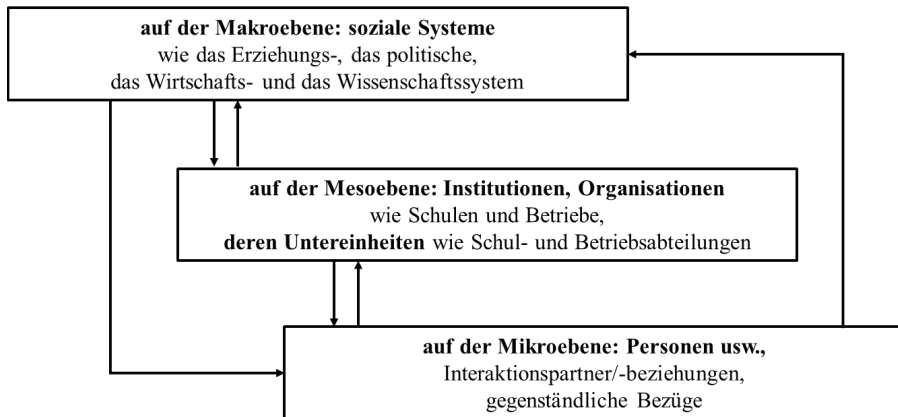 auf der Makroebene: soziale Systeme
wie das Erziehungs-, das politische,
das Wirtschafts- und das Wissenschaftssystem
auf der Mesoebene: Institutionen, Organisationen
wie Schulen und Betriebe,
deren Untereinheiten wie Schul- und Betriebsabteilungen
auf der Mikroebene: Personen usw.,
Interaktionspartner/-beziehungen,
gegenständliche Bezüge